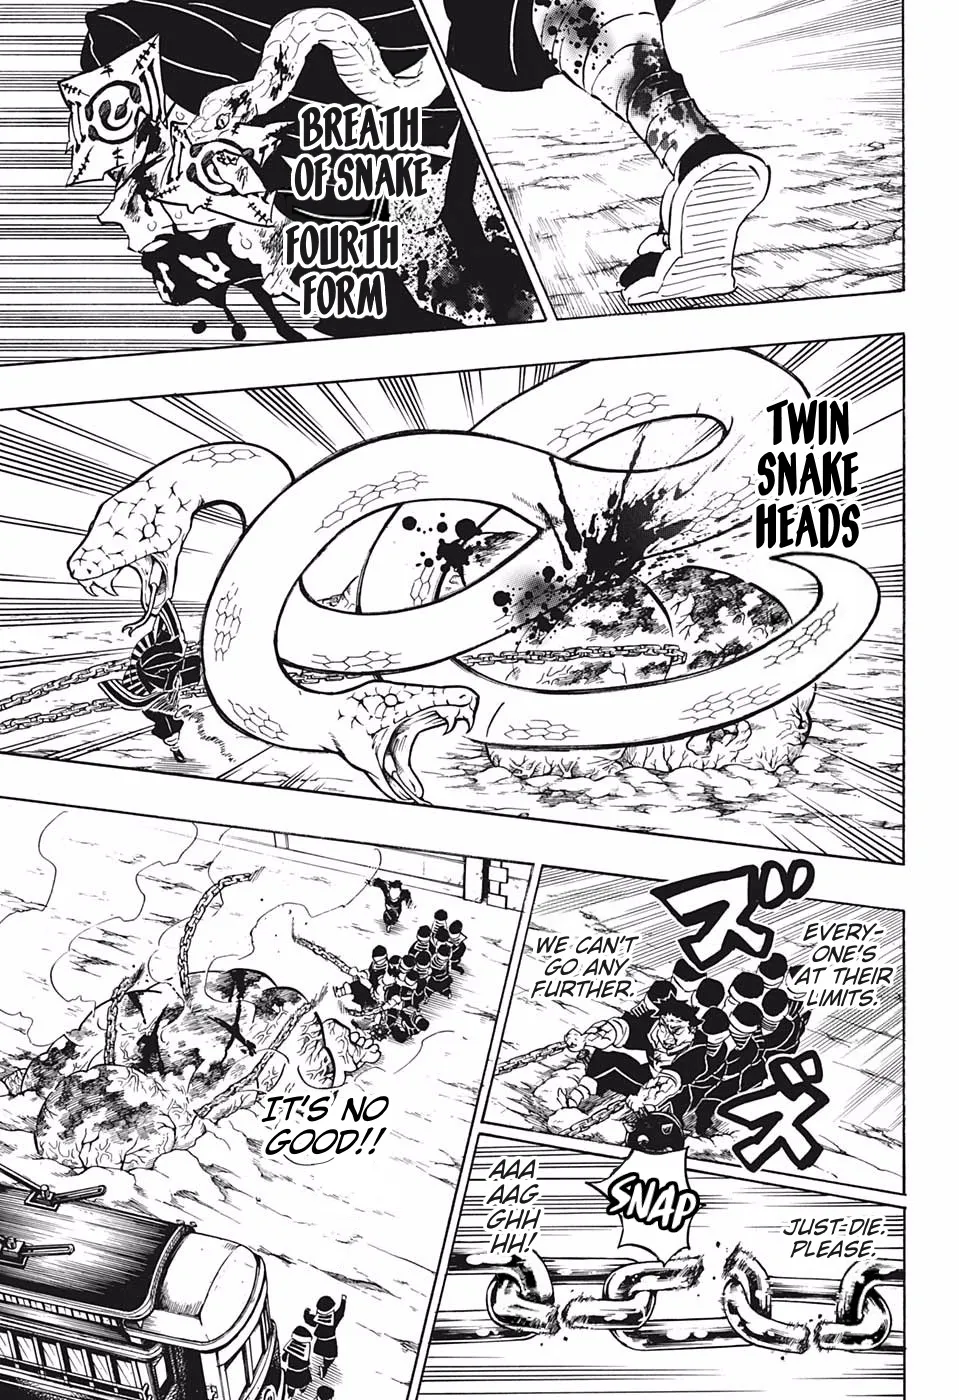 BREATH
OF SNAKE
FOURTH
FORM
TWIN
SNAKE
HEADS
EVERY-
ONE'S
AT THEIR
LIMITS.
ズ゛
ズ
WE CAN'T
GO ANY
FURTHER.
JUST DIE.
PLEASE.
SNAP
AAA
AAG
GHH
HH!
IT'S NO
GOOD!!